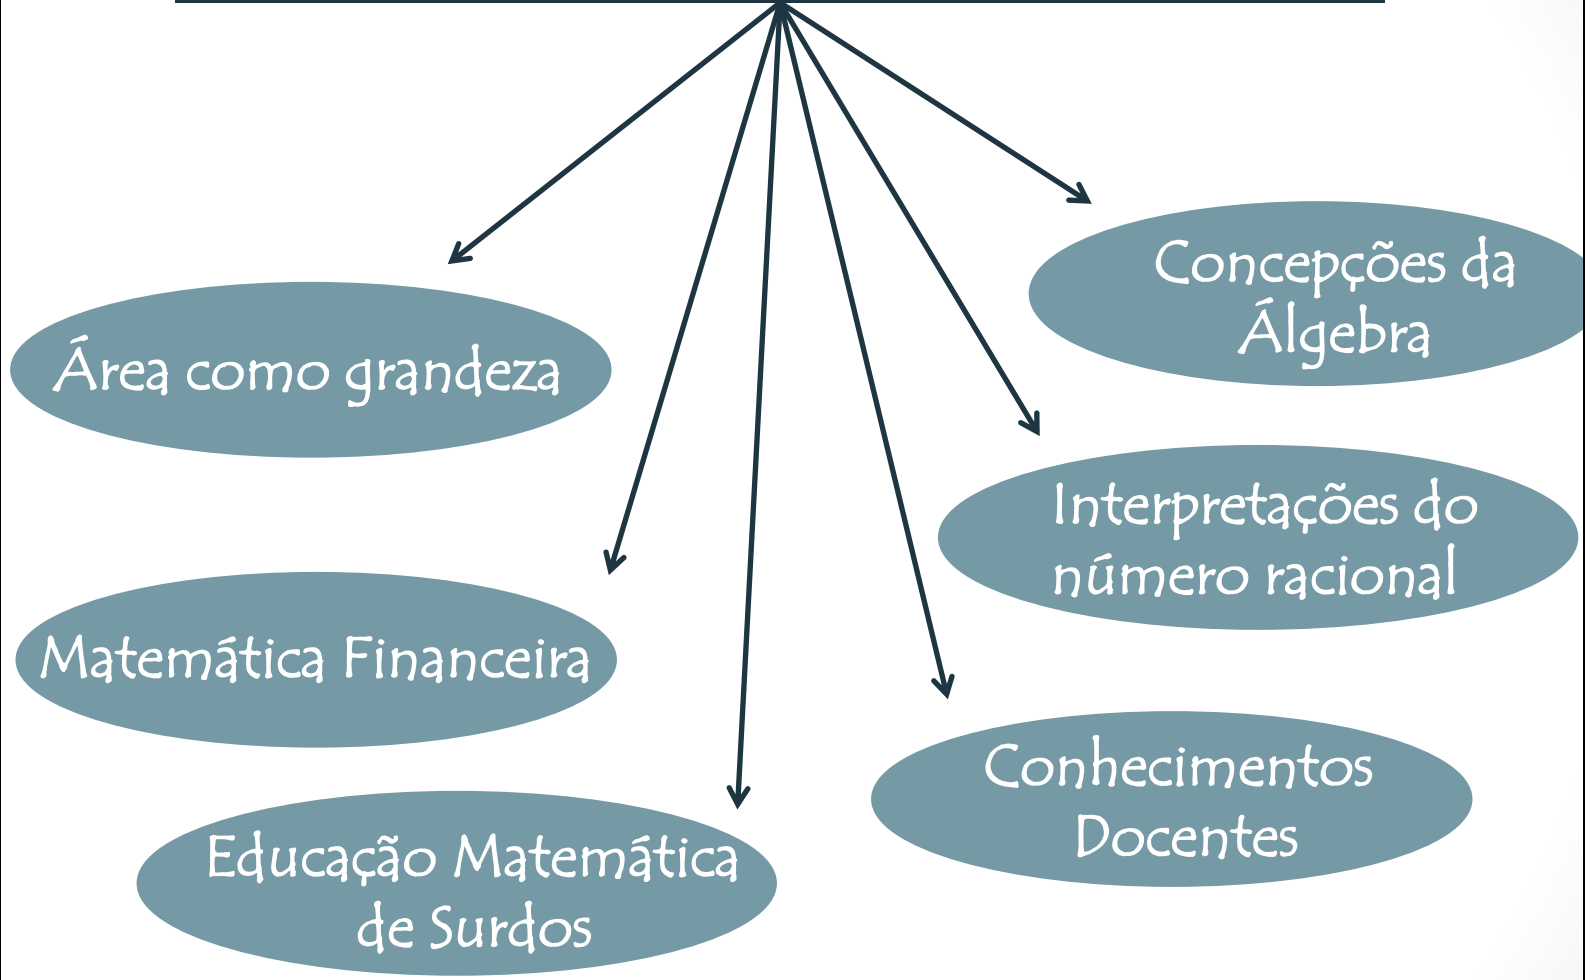 Área como grandeza
Matemática Financeira
Educação Matemática
de Surdos
Concepções da
Álgebra
Interpretações do
número racional
Conhecimentos
Docentes